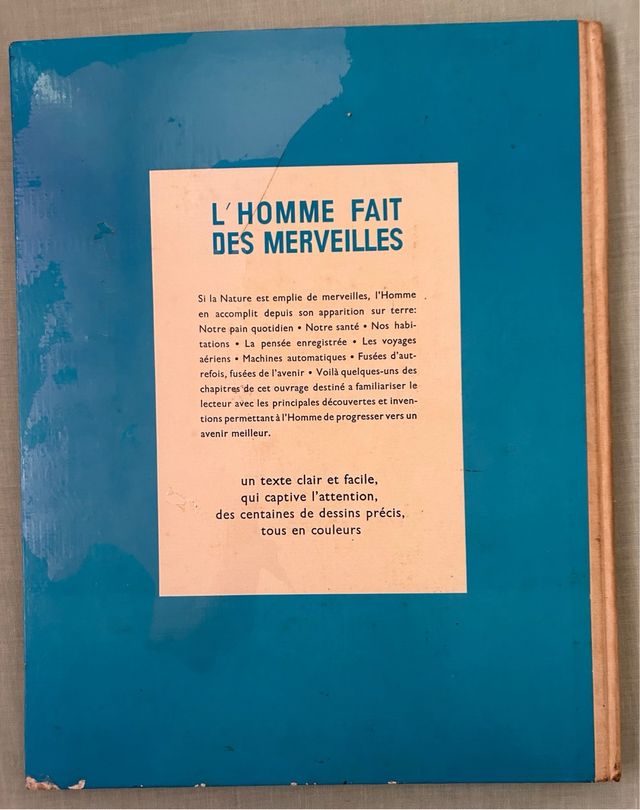 L'HOMME FAIT
DES MERVEILLES
Si la Nature est emplie de merveilles, l'Homme
en accomplit depuis son apparition sur terre:
Notre pain quotidien • Notre santé • Nos habi-
tations • La pensée enregistrée • Les voyages
aériens • Machines automatiques • Fusées d'aut-
refois, fusées de l'avenir • Voilà quelques-uns des
chapitres de cet ouvrage destiné a familiariser le
lecteur avec les principales découvertes et inven-
tions permettant à l'Homme de progresser vers un
avenir meilleur.
un texte clair et facile,
qui captive l'attention,
des centaines de dessins précis,
tous en couleurs